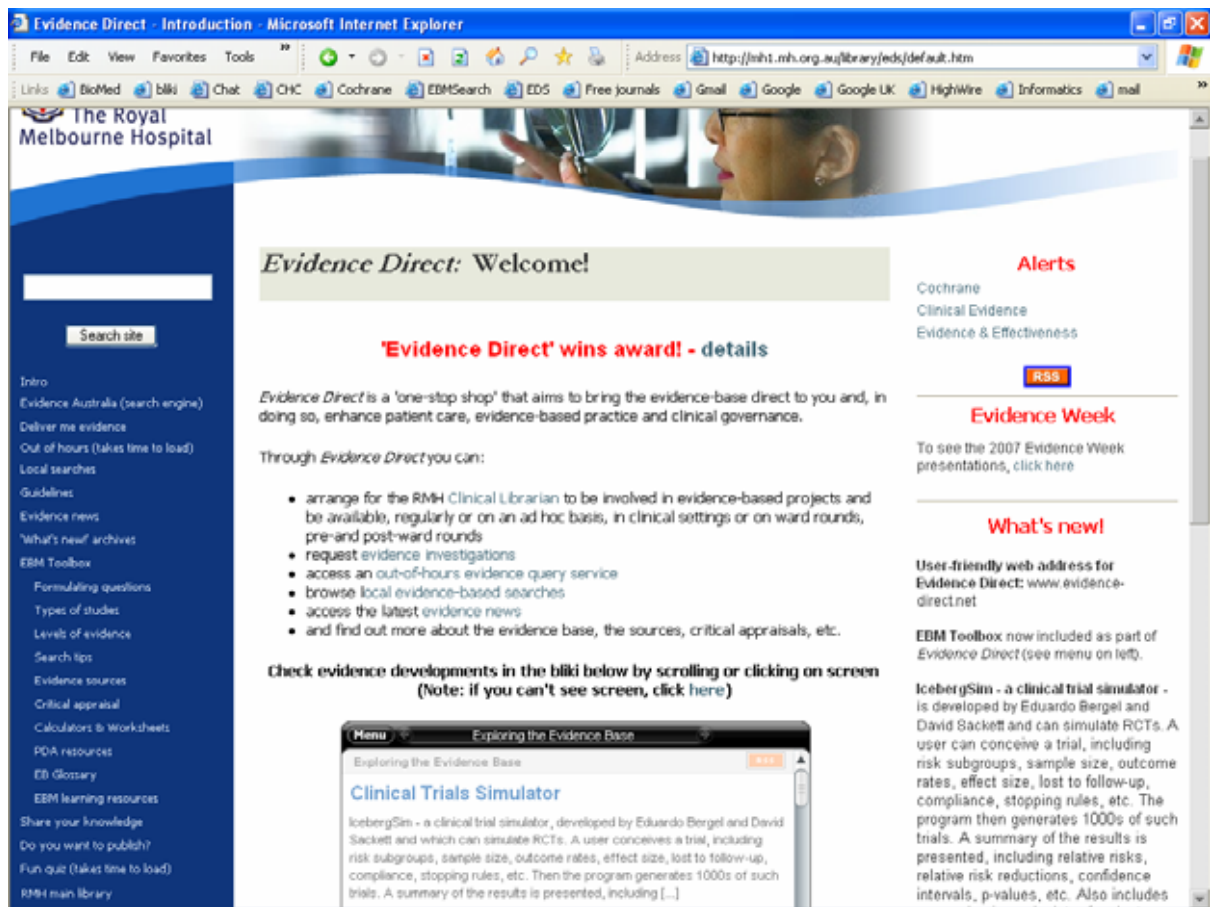 Evidence Direct - Introduction - Microsoft Internet Explorer
File Edit View Favorites Tools »
Address http://mh1.mh.org.au/library/eds/default.htm
Links BioMed bliki Chat CHC Cochrane EBMSearch EDS Free journals Gmail Google Google UK HighWire Informatics mail »
The Royal
Melbourne Hospital
Search site
Intro
Evidence Australia (search engine)
Deliver me evidence
Out of hours (takes time to load)
Local searches
Guidelines
Evidence news
'What's new!' archives
EBM Toolbox
Formulating questions
Types of studies
Levels of evidence
Search tips
Evidence sources
Critical appraisal
Calculators & Worksheets
PDA resources
EB Glossary
EBM learning resources
Share your knowledge
Do you want to publish?
Fun quiz (takes time to load)
RMH main library
Evidence Direct: Welcome!
'Evidence Direct' wins award! - details
Evidence Direct is a 'one-stop shop' that aims to bring the evidence-base direct to you and, in
doing so, enhance patient care, evidence-based practice and clinical governance.
Through Evidence Direct you can:
• arrange for the RMH Clinical Librarian to be involved in evidence-based projects and
be available, regularly or on an ad hoc basis, in clinical settings or on ward rounds,
pre-and post-ward rounds
• request evidence investigations
• access an out-of-hours evidence query service
• browse local evidence-based searches
• access the latest evidence news
• and find out more about the evidence base, the sources, critical appraisals, etc.
Check evidence developments in the bliki below by scrolling or clicking on screen
(Note: if you can't see screen, click here)
Menu Exploring the Evidence Base
Exploring the Evidence Base
Clinical Trials Simulator
IcebergSim - a clinical trial simulator, developed by Eduardo Bergel and David
Sackett and which can simulate RCTs. A user conceives a trial, including
risk subgroups, sample size, outcome rates, effect size, lost to follow-up,
compliance, stopping rules, etc. Then the program generates 1000s of such
trials. A summary of the results is presented, including [...]
Alerts
Cochrane
Clinical Evidence
Evidence & Effectiveness
RSS
Evidence Week
To see the 2007 Evidence Week
presentations, click here
What's new!
User-friendly web address for
Evidence Direct: www.evidence-
direct.net
EBM Toolbox now included as part of
Evidence Direct (see menu on left).
IcebergSim - a clinical trial simulator -
is developed by Eduardo Bergel and
David Sackett and can simulate RCTs. A
user can conceive a trial, including
risk subgroups, sample size, outcome
rates, effect size, lost to follow-up,
compliance, stopping rules, etc. The
program then generates 1000s of such
trials. A summary of the results is
presented, including relative risks,
relative risk reductions, confidence
intervals, p-values, etc. Also includes